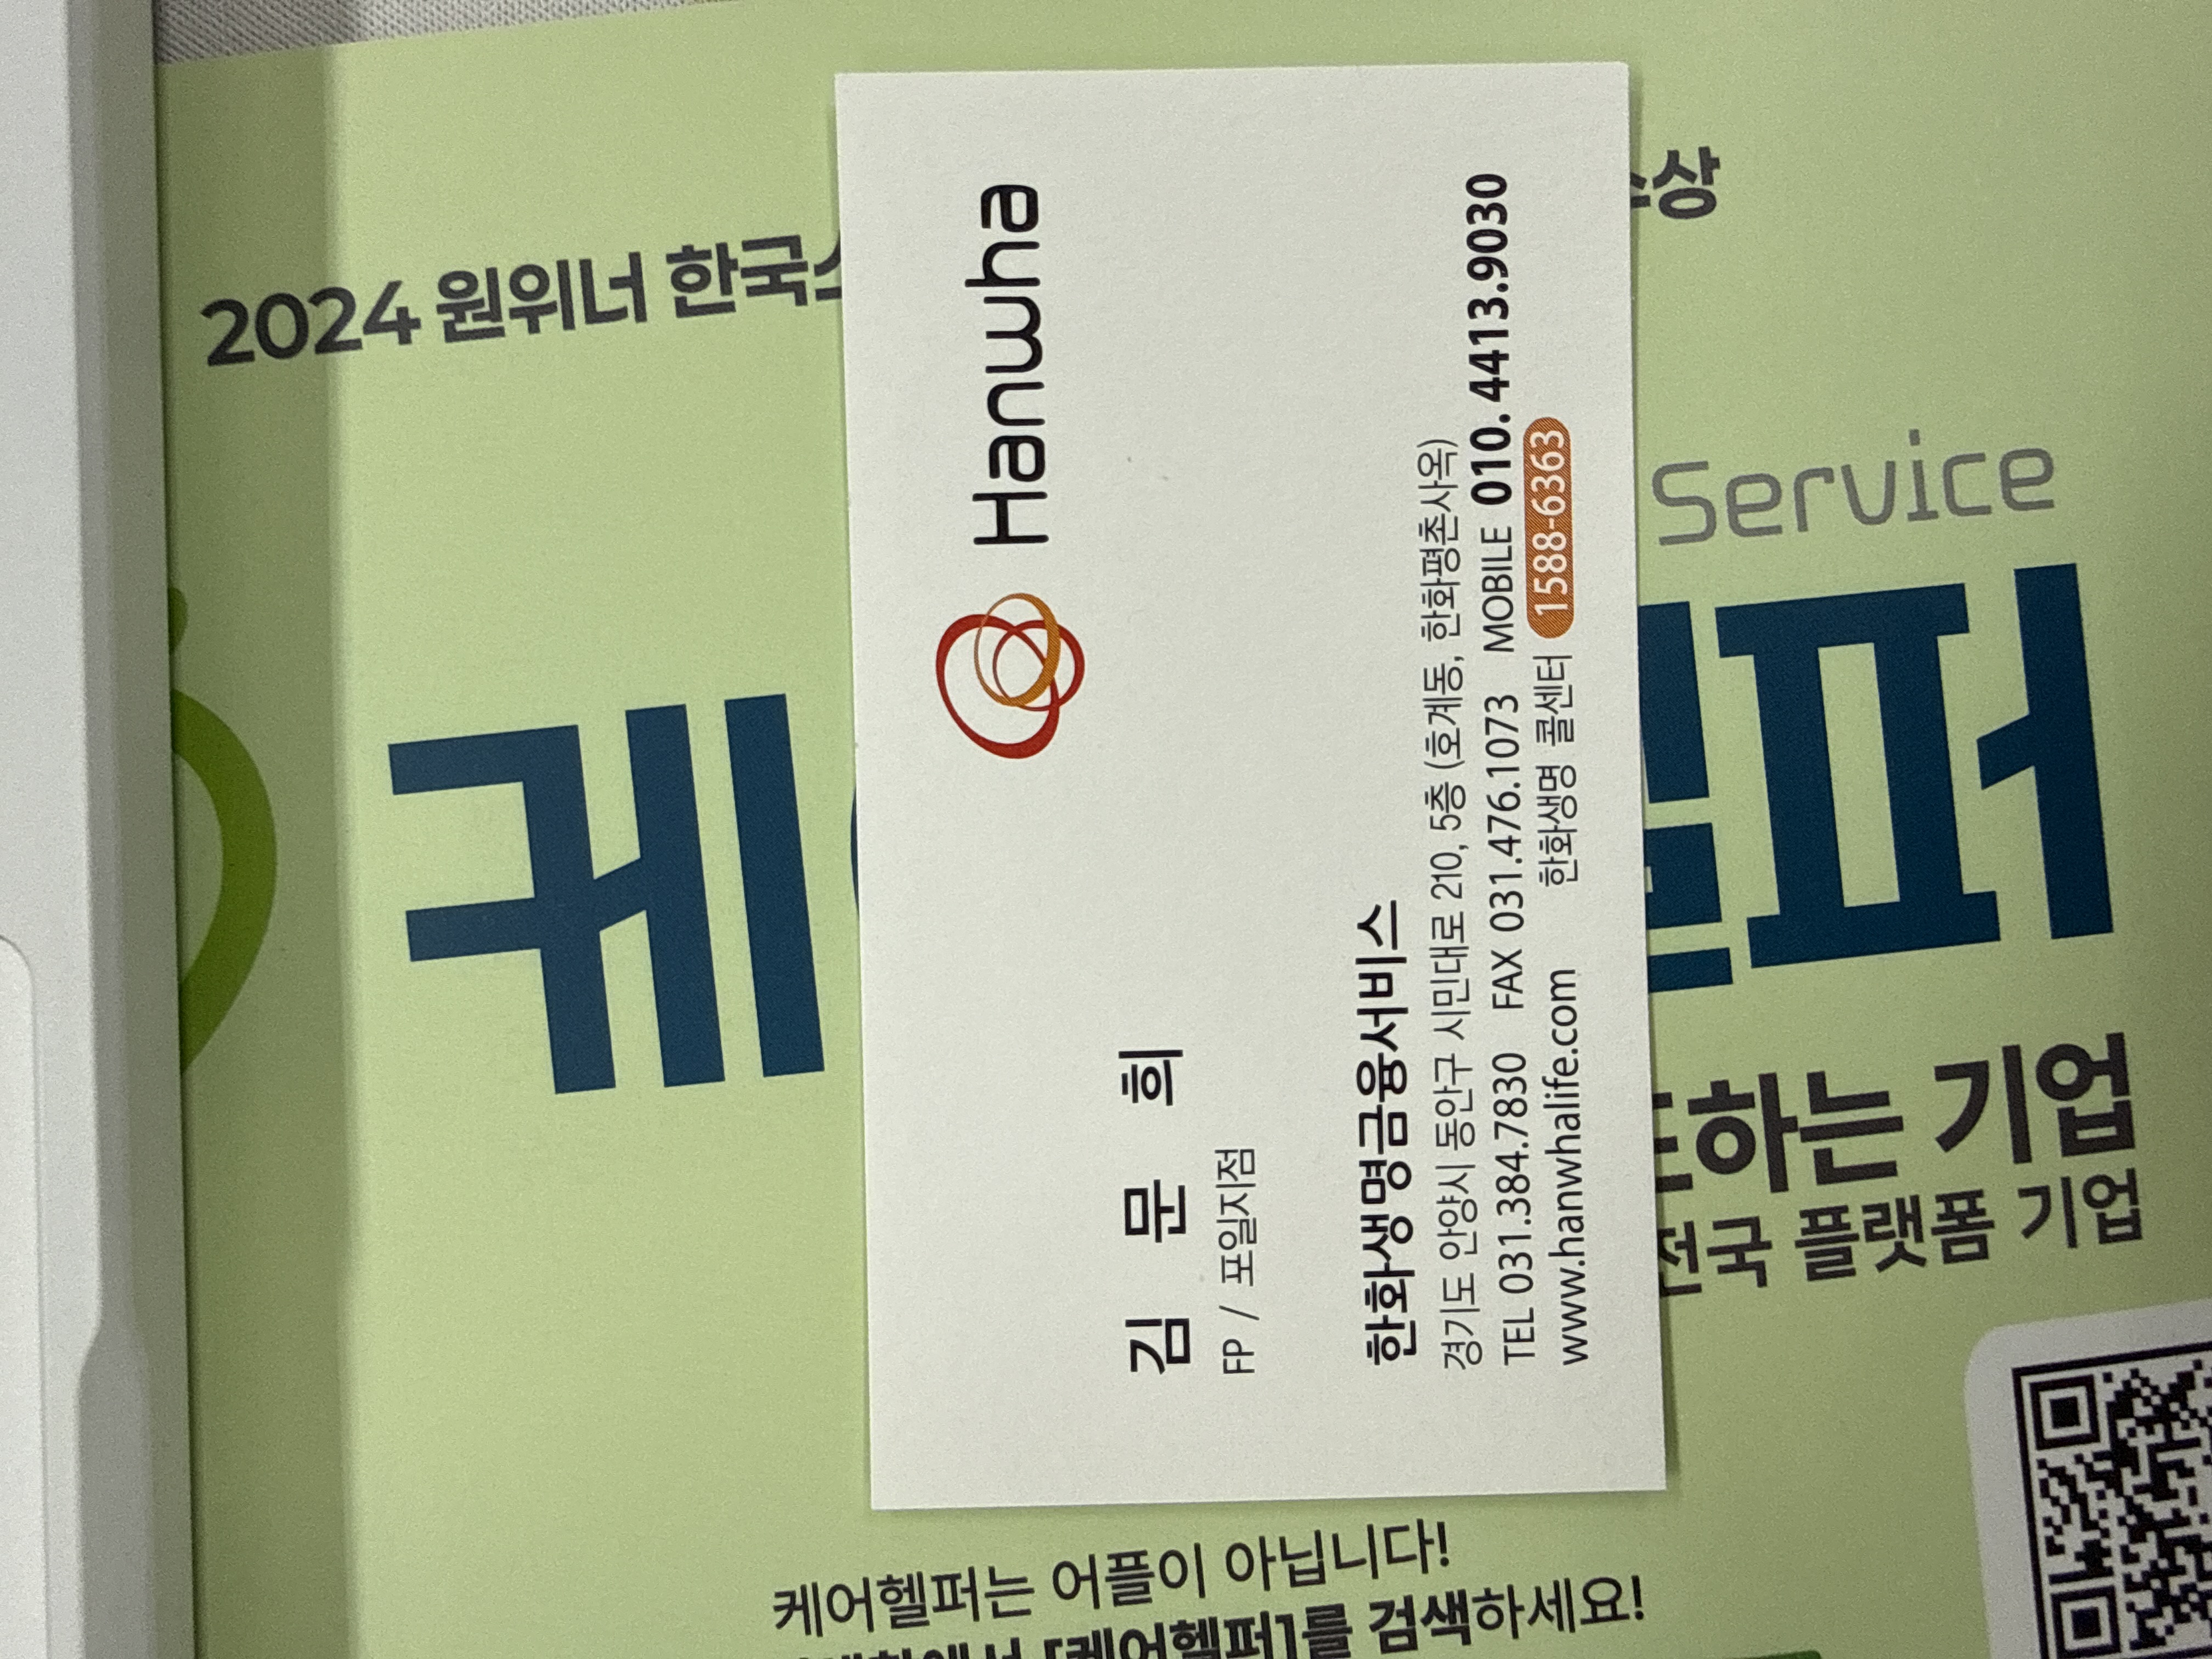 2024 원위너 한국
상
Service
케
퍼
하는 기업
전국 플랫폼 기업
케어헬퍼는 어플이 아닙니다!
[케어헬퍼]를 검색하세요!
Hanwha
김 문 희
FP / 포일지점
한화생명금융서비스
경기도 안양시 동안구 시민대로 210, 5층 (호계동, 한화평촌사옥)
TEL 031.384.7830 FAX 031.476.1073 MOBILE 010. 4413.9030
www.hanwhalife.com 한화생명 콜센터 1588-6363